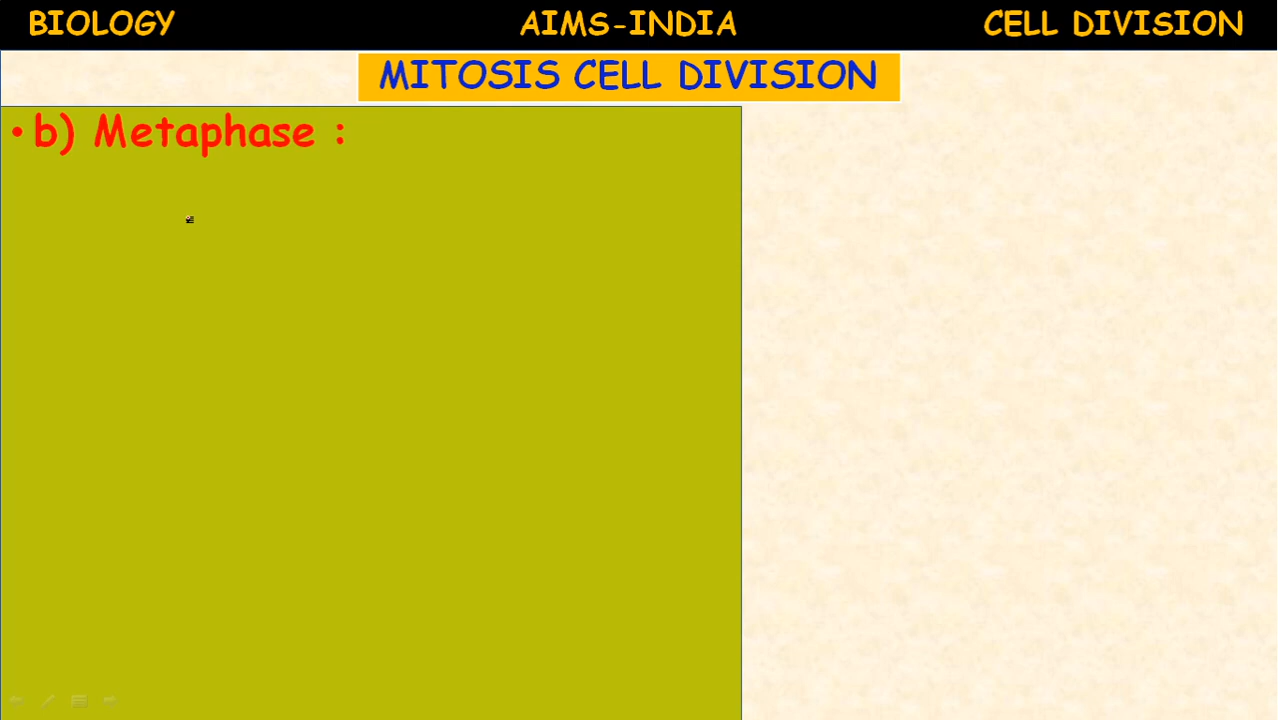 BIOLOGY AIMS-INDIA CELL DIVISION
MITOSIS CELL DIVISION
• b) Metaphase :